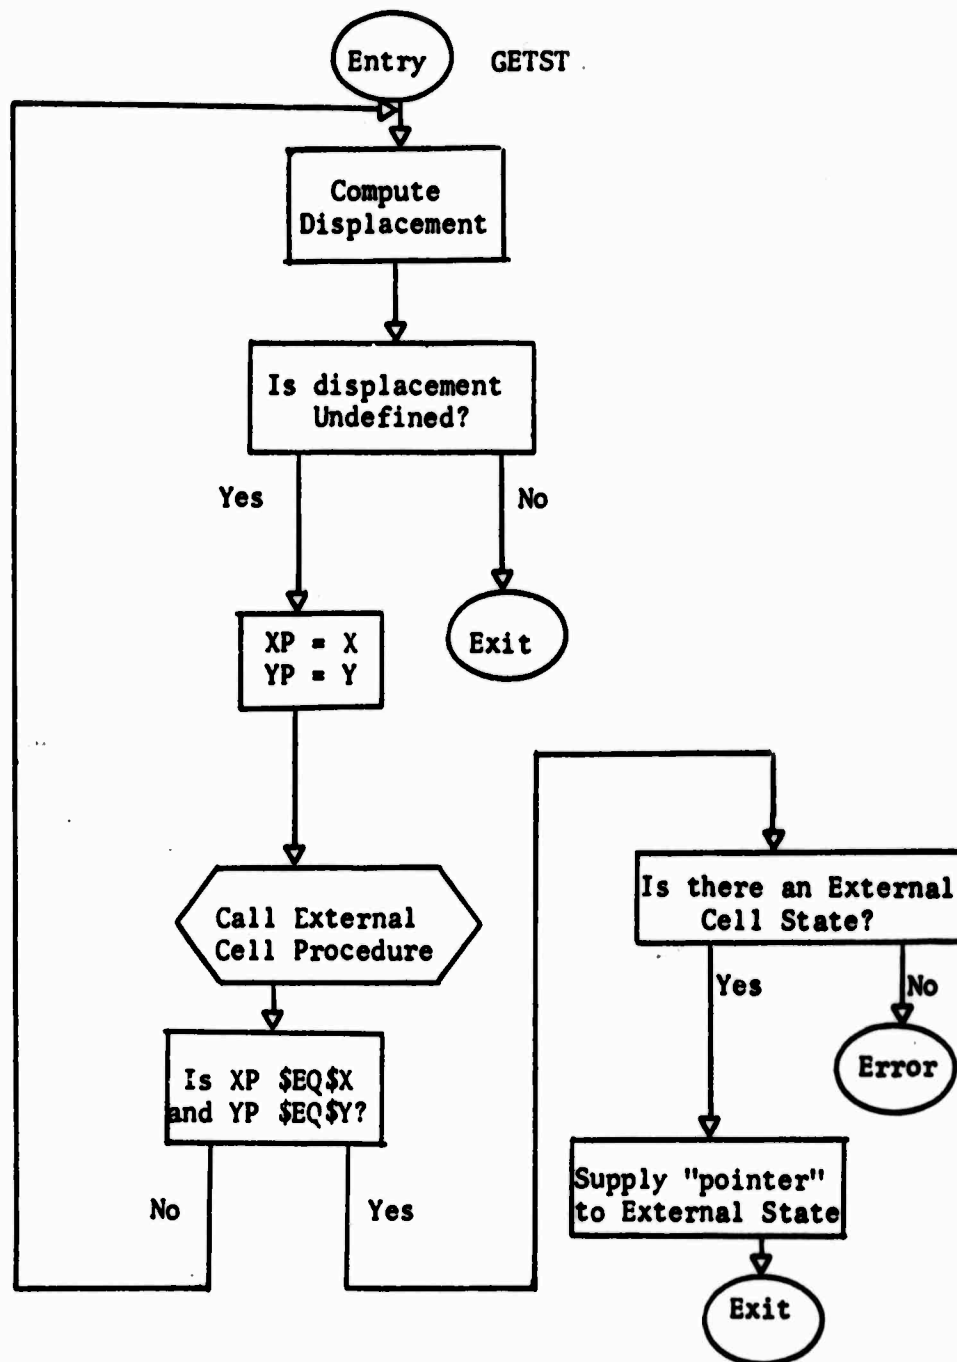 Entry
GETST
Compute
Displacement
Is displacement
Undefined?
Yes
No
XP = X
YP = Y
Exit
Call External
Cell Procedure
Is XP $EQ$X
and YP $EQ$Y?
No
Yes
Is there an External
Cell State?
Yes
No
Error
Supply "pointer"
to External State
Exit